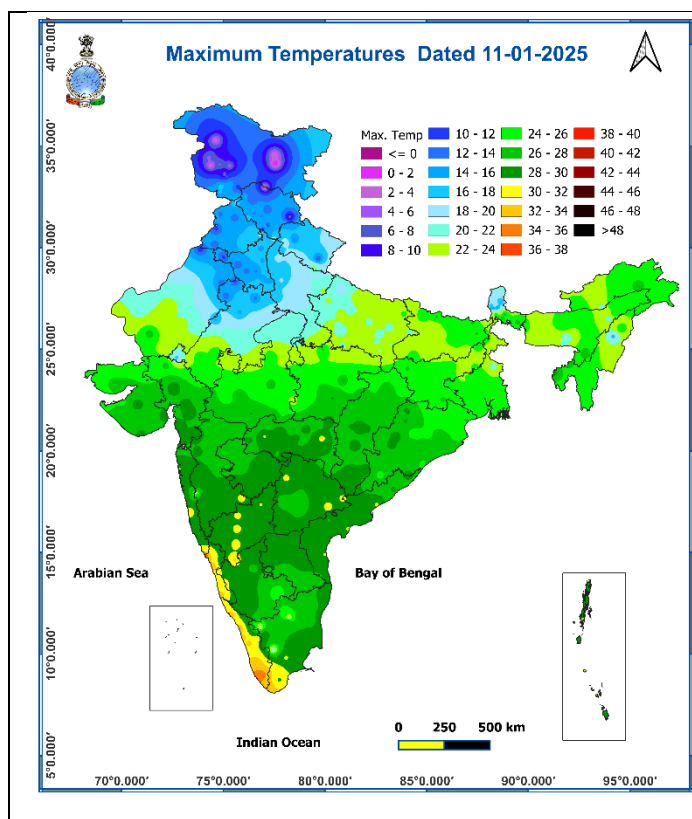 Maximum Temperatures Dated 11-01-2025
Max. Temp
<= 0
0 - 2
2 - 4
4 - 6
6 - 8
8 - 10
10 - 12
12 - 14
14 - 16
16 - 18
18 - 20
20 - 22
22 - 24
24 - 26
26 - 28
28 - 30
30 - 32
32 - 34
34 - 36
36 - 38
38 - 40
40 - 42
42 - 44
44 - 46
46 - 48
>48
40°0.000'
35°0.000'
30°0.000'
25°0.000'
20°0.000'
15°0.000'
10°0.000'
5°0.000'
Arabian Sea
Bay of Bengal
Indian Ocean
0 250 500 km
70°0.000' 75°0.000' 80°0.000' 85°0.000' 90°0.000' 95°0.000'